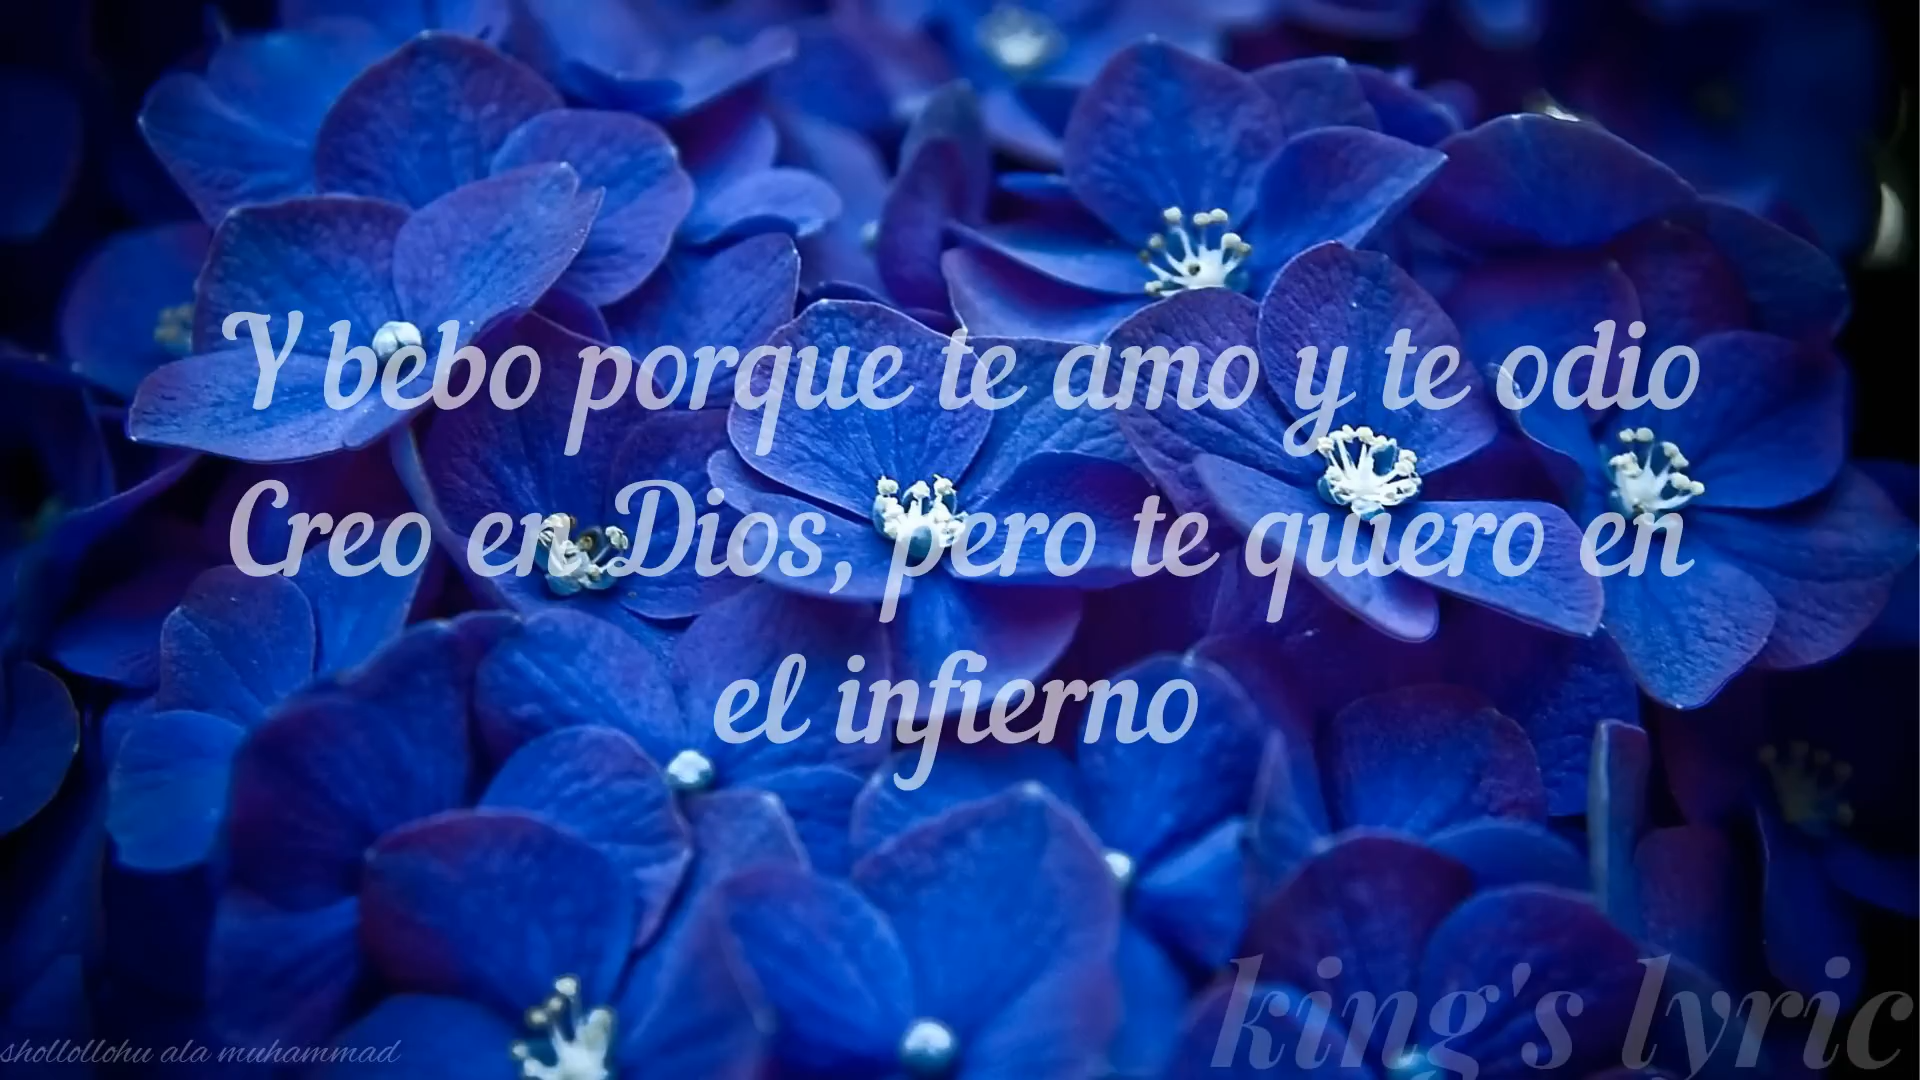 Y bebo porque te amo y te odio
Creo en Dios, pero te quiero en
el infierno
king's lyric
shollollohu ala muhammad